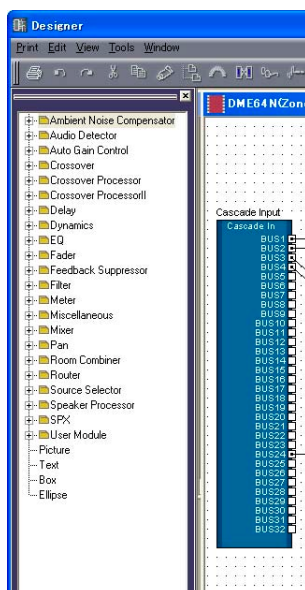 Designer
Print Edit View Tools Window
DME64N(Zon
Ambient Noise Compensator
Audio Detector
Auto Gain Control
Crossover
Crossover Processor
Crossover ProcessorII
Delay
Dynamics
EQ
Fader
Feedback Suppressor
Filter
Meter
Miscellaneous
Mixer
Pan
Room Combiner
Router
Source Selector
Speaker Processor
SPX
User Module
Picture
Text
Box
Ellipse
Cascade Input
Cascade In
BUS1
BUS2
BUS3
BUS4
BUS5
BUS6
BUS7
BUS8
BUS9
BUS10
BUS11
BUS12
BUS13
BUS14
BUS15
BUS16
BUS17
BUS18
BUS19
BUS20
BUS21
BUS22
BUS23
BUS24
BUS25
BUS26
BUS27
BUS28
BUS29
BUS30
BUS31
BUS32